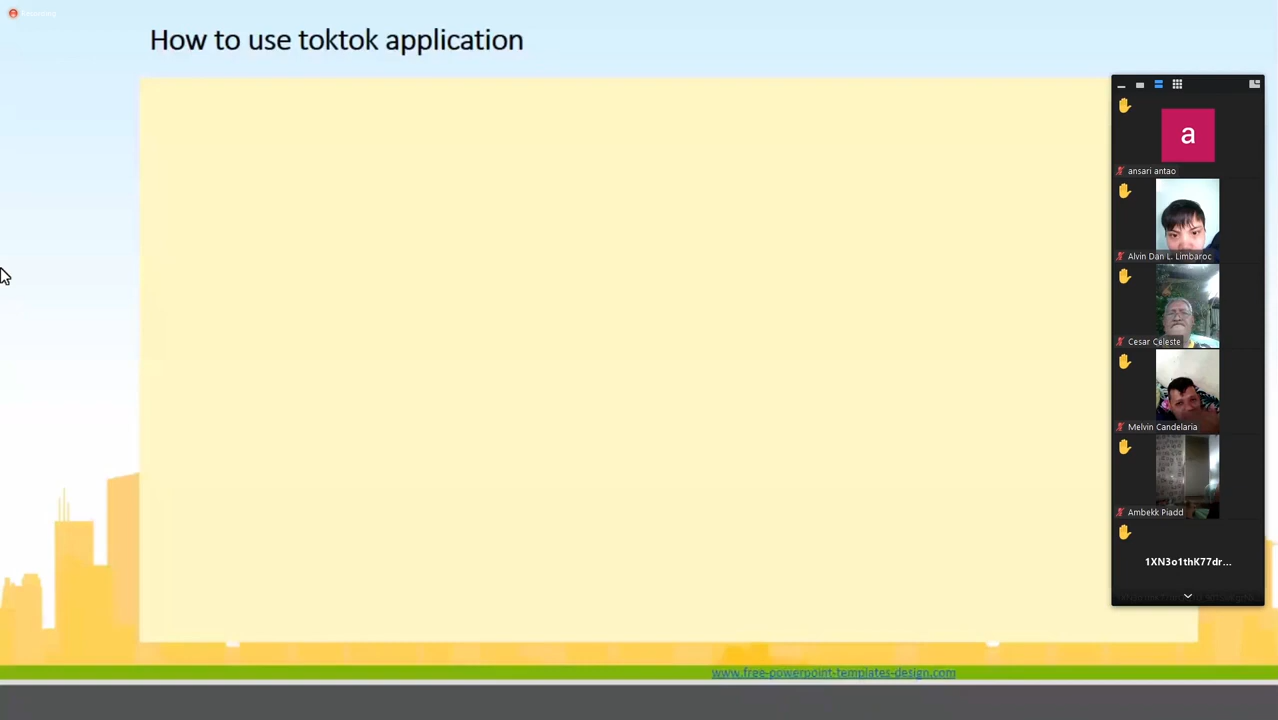 How to use toktok application
a
ansari antao
Alvin Dan L. Limbaroc
Cesar Celeste
Melvin Candelaria
Ambekk Piadd
1XN3o1thK77dr...
www.free-powerpoint-templates-design.com